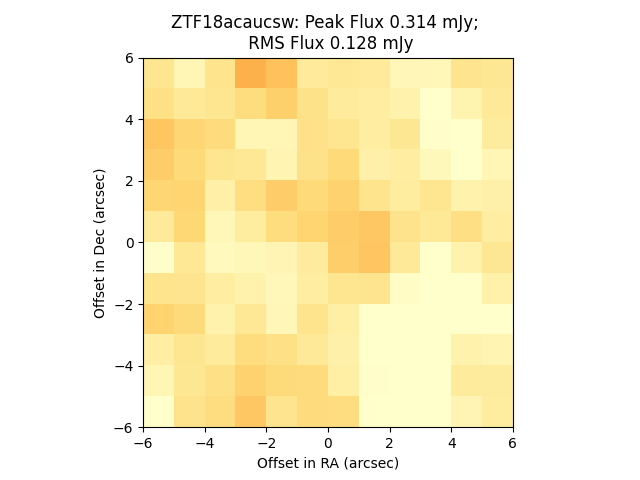 ZTF18acaucsw: Peak Flux 0.314 mJy;
RMS Flux 0.128 mJy
6
4
2
0
−2
−4
−6
Offset in Dec (arcsec)
−6 −4 −2 0 2 4 6
Offset in RA (arcsec)